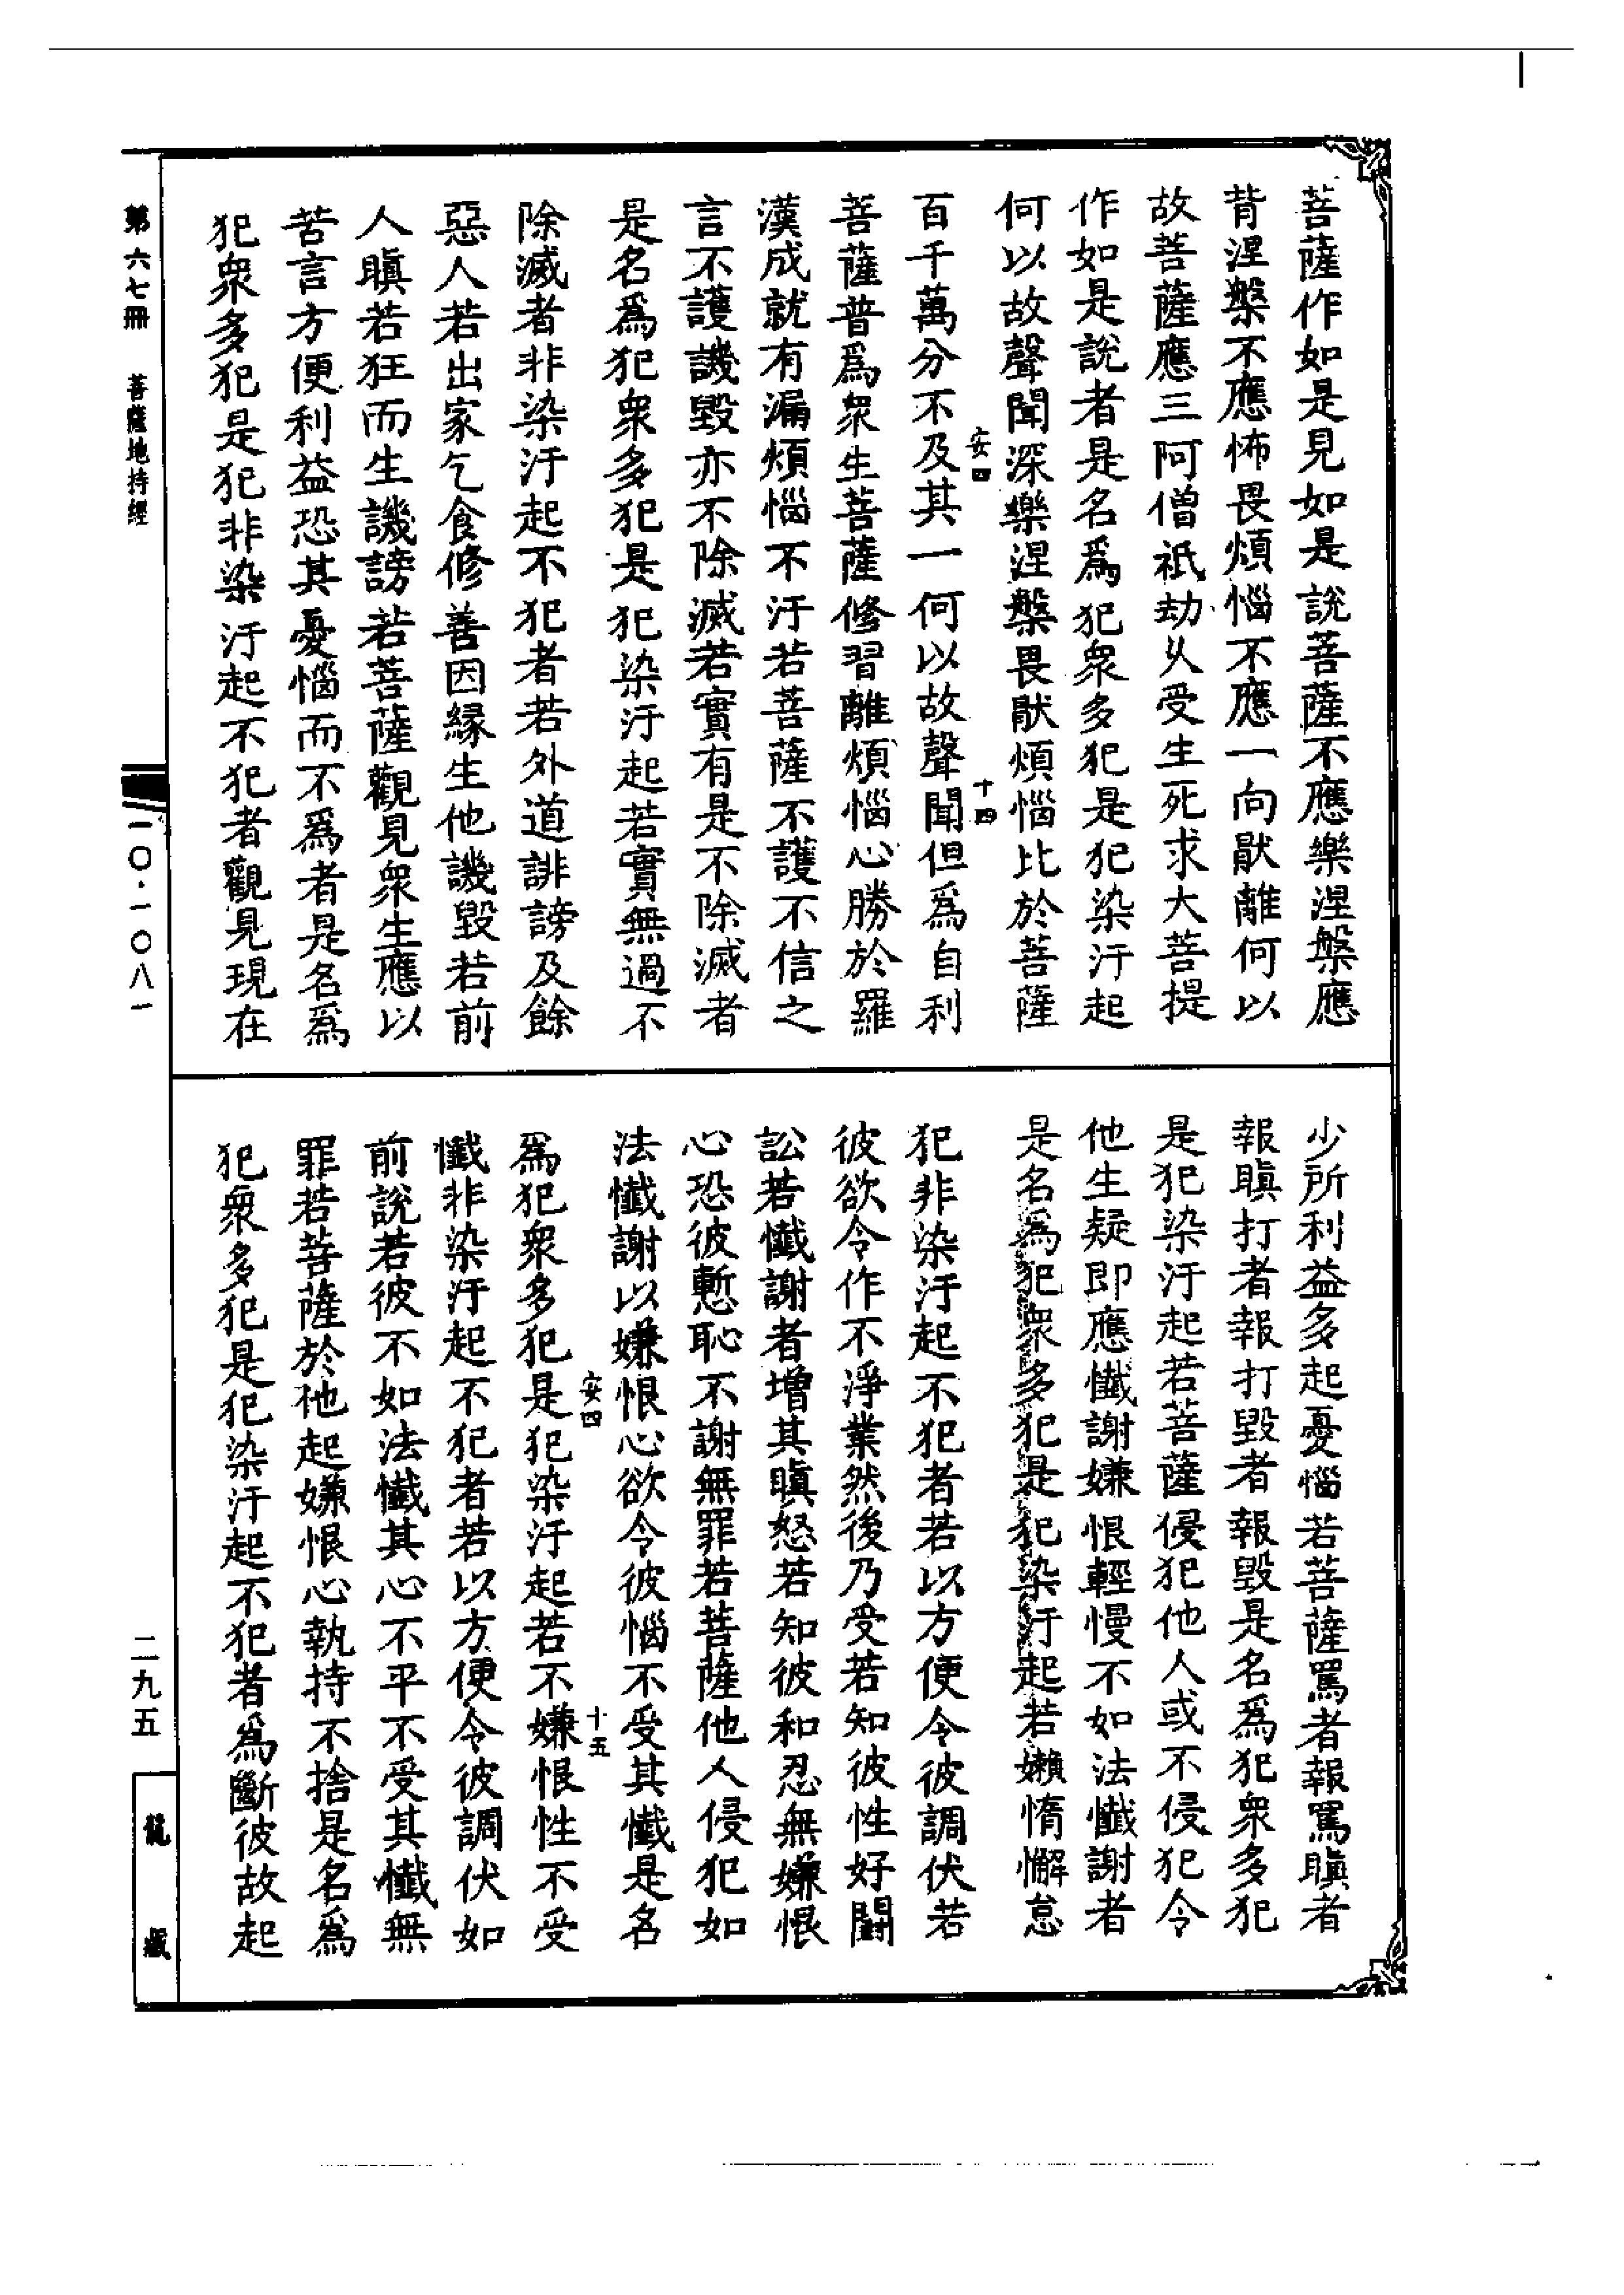 菩薩作如是見如是說菩薩不應樂涅槃應
背涅槃不應怖畏煩惱不應一向猒離何以
故菩薩應三阿僧祇劫久受生死求大菩提
作如是說者是名爲犯衆多犯是犯染汙起
何以故聲聞深樂涅槃畏猒煩惱比於菩薩
安四
十四
百千萬分不及其一何以故聲聞但爲自利
菩薩普爲衆生菩薩修習離煩惱心勝於羅
漢成就有漏煩惱不汙若菩薩不護不信之
言不護譏毀亦不除滅若實有是不除滅者
是名爲犯衆多犯是犯染汙起若實無過不
除滅者非染汙起不犯者若外道誹謗及餘
惡人若出家乞食修善因緣生他譏毀若前
人瞋若狂而生譏謗若菩薩觀見衆生應以
苦言方便利益恐其憂惱而不爲者是名爲
犯衆多犯是犯非染汙起不犯者觀見現在
少所利益多起憂惱若菩薩罵者報罵瞋者
報瞋打者報打毀者報毀是名爲犯衆多犯
是犯染汙起若菩薩侵犯他人或不侵犯令
他生疑即應懺謝嫌恨輕慢不如法懺謝者
是名爲犯衆多犯是犯染汙起若嬾惰懈怠
犯非染汙起不犯者若以方便令彼調伏若
彼欲令作不淨業然後乃受若知彼性好鬪
訟若懺謝者增其瞋怒若知彼和忍無嫌恨
心恐彼慙恥不謝無罪若菩薩他人侵犯如
法懺謝以嫌恨心欲令彼惱不受其懺是名
安四
十五
爲犯衆多犯是犯染汙起若不嫌恨性不受
懺非染汙起不犯者若以方便令彼調伏如
前說若彼不如法懺其心不平不受其懺無
罪若菩薩於他起嫌恨心執持不捨是名爲
犯衆多犯是犯染汙起不犯者爲斷彼故起
第六七冊 菩薩地持經
一〇·一〇八一
二九五
龍藏